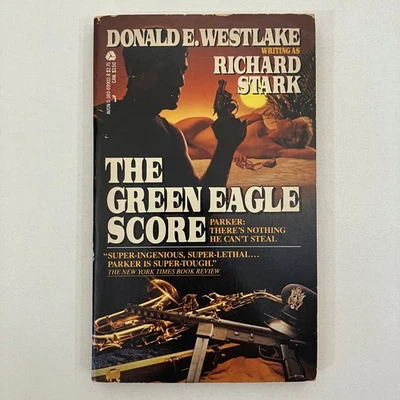 DONALD E. WESTLAKE
WRITING AS
RICHARD
STARK
THE
GREEN EAGLE
SCORE
PARKER:
THERE'S NOTHING
HE CAN'T STEAL
"SUPER-INGENIOUS, SUPER-LETHAL...
PARKER IS SUPER-TOUGH."
THE NEW YORK TIMES BOOK REVIEW